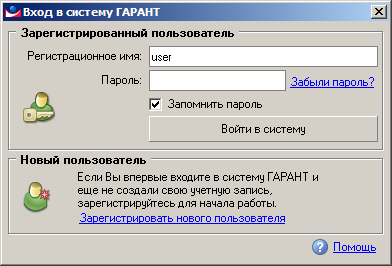 Вход в систему ГАРАНТ
Зарегистрированный пользователь
Регистрационное имя: user
Пароль: Забыли пароль?
Запомнить пароль
Войти в систему
Новый пользователь
Если Вы впервые входите в систему ГАРАНТ и
еще не создали свою учетную запись,
зарегистрируйтесь для начала работы.
Зарегистрировать нового пользователя
Помощь